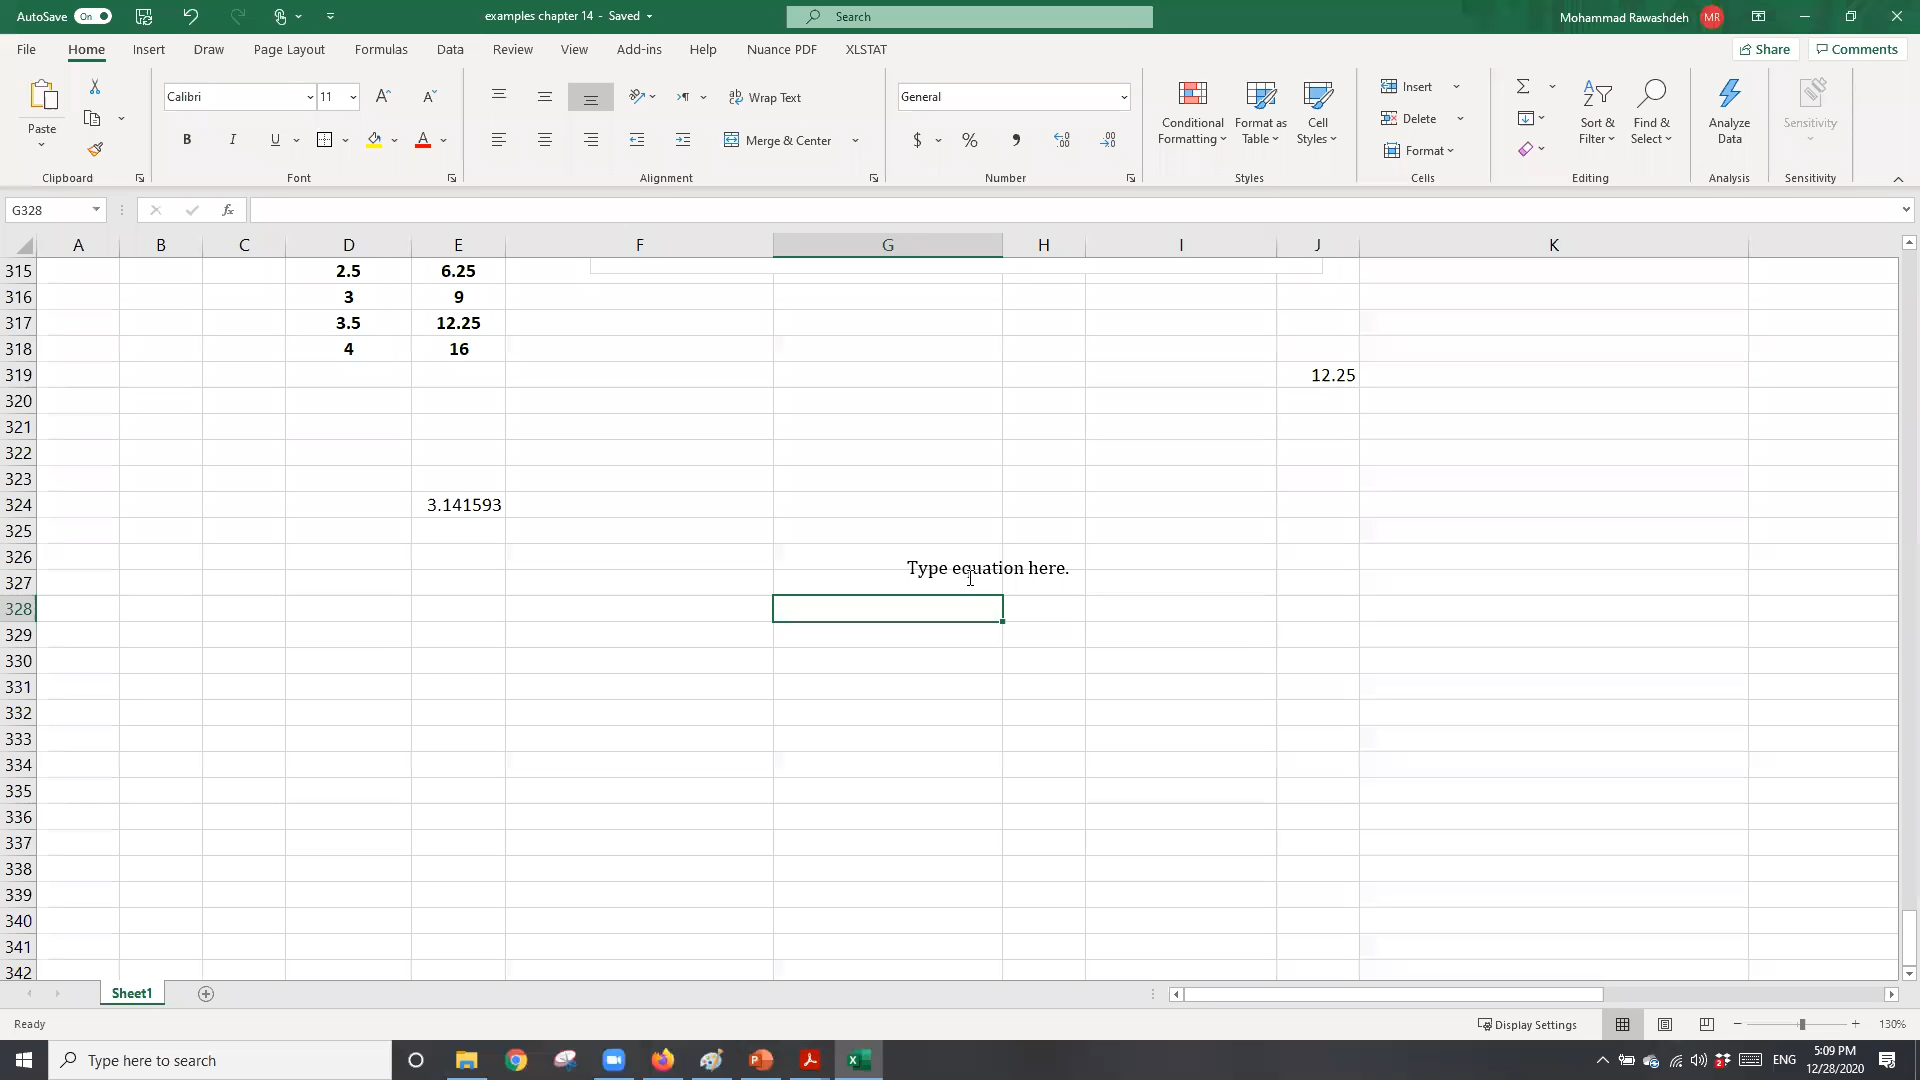 AutoSave On examples chapter 14 - Saved Search Mohammad Rawashdeh MR
File Home Insert Draw Page Layout Formulas Data Review View Add-ins Help Nuance PDF XLSTAT Share Comments
Paste
Calibri 11
B I U A
ab Wrap Text
Merge & Center
General
$ % 9
Conditional Formatting
Format as Table
Cell Styles
Insert
Delete
Format
Sort & Filter
Find & Select
Analyze Data
Sensitivity
Clipboard Font Alignment Number Styles Cells Editing Analysis Sensitivity
G328 fx
A B C D E F G H I J K
315 2.5 6.25
316 3 9
317 3.5 12.25
318 4 16
319 12.25
320
321
322
323
324 3.141593
325
326
Type equation here.
327
328
329
330
331
332
333
334
335
336
337
338
339
340
341
342
Sheet1
Ready Display Settings 130%
Type here to search ENG 5:09 PM
12/28/2020